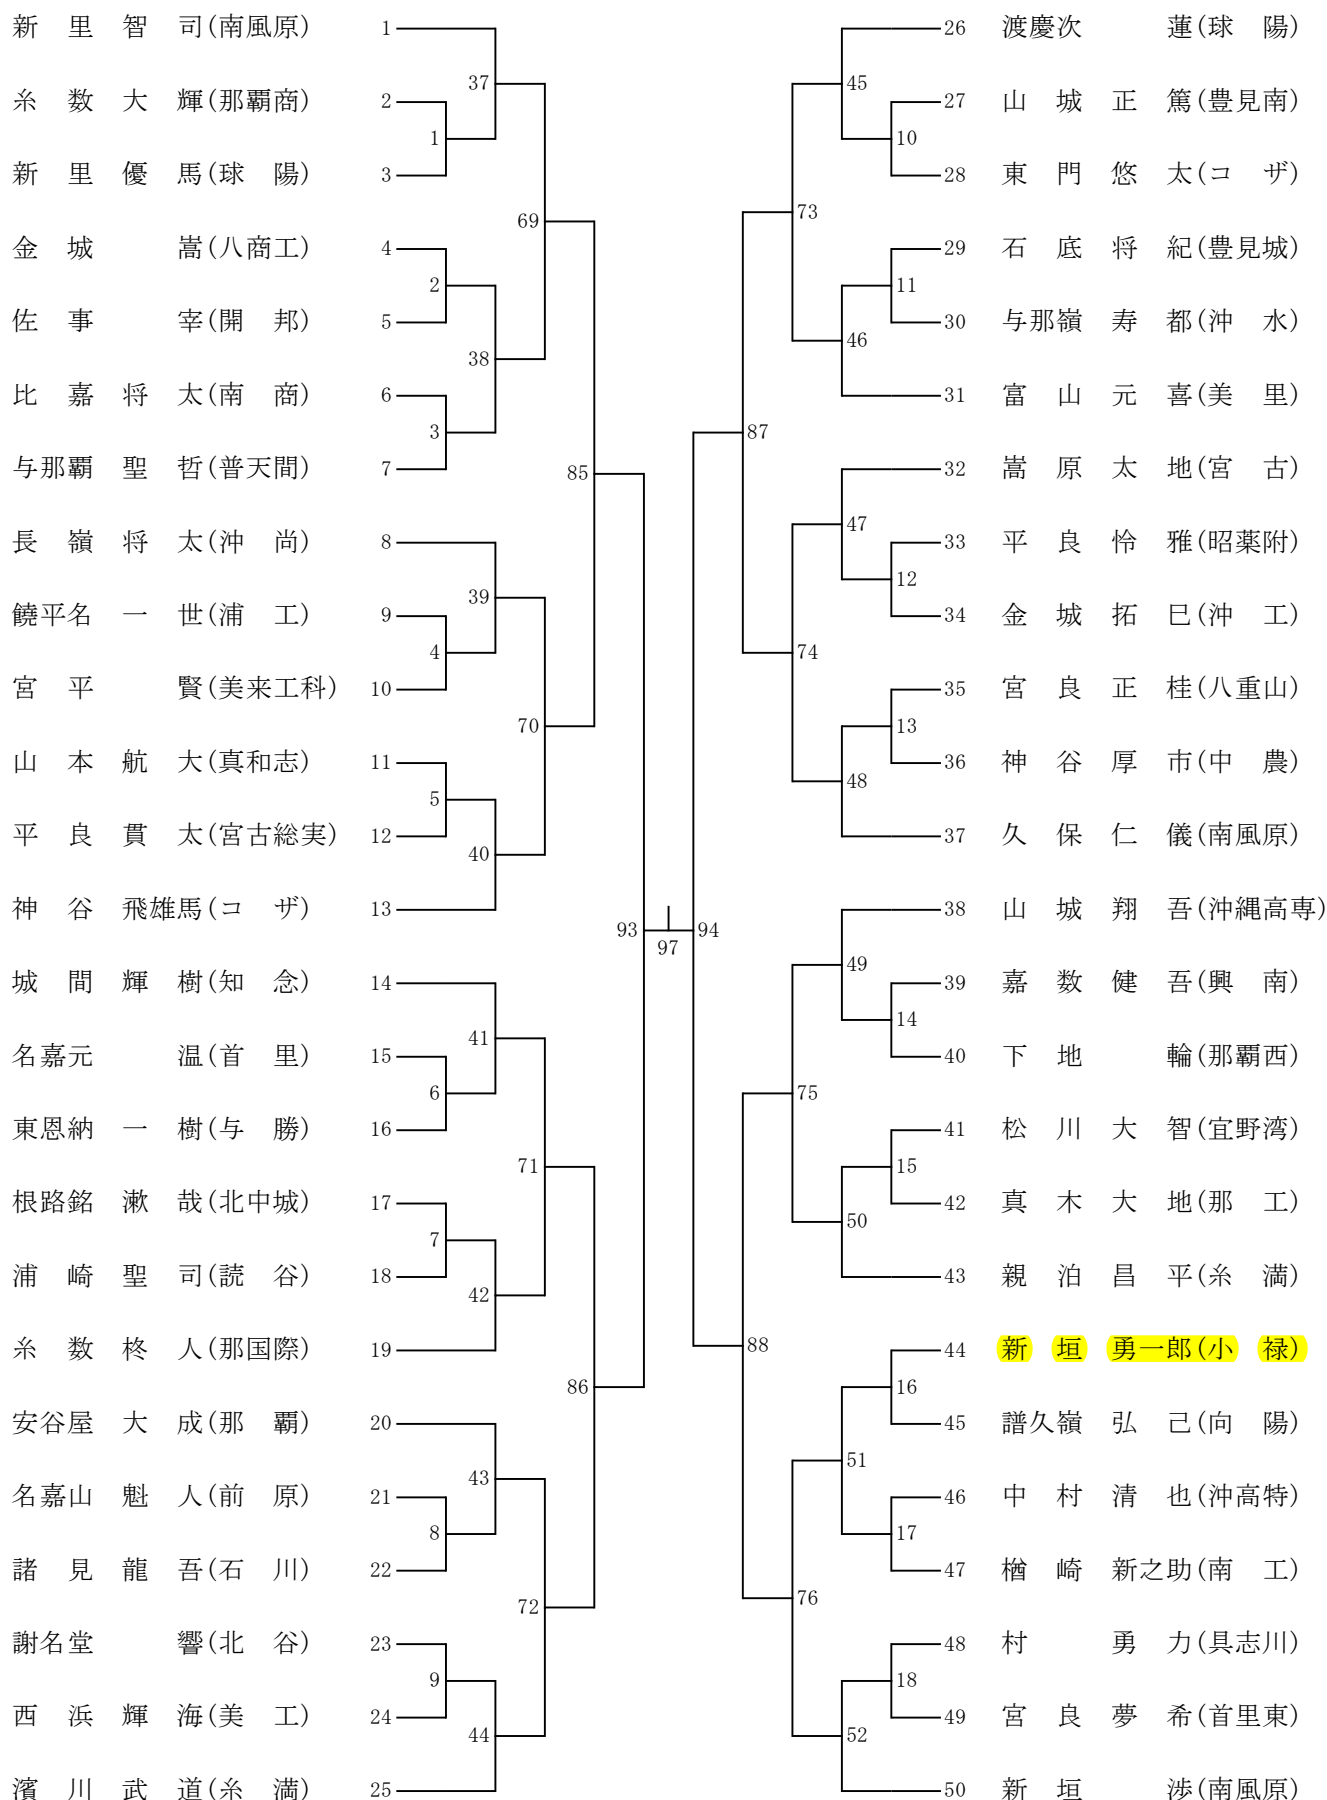 新里智司(南風原) 1
糸数大輝(那覇商) 2
新里優馬(球陽) 3
金城嵩(八商工) 4
佐事宰(開邦) 5
比嘉将太(南商) 6
与那覇聖哲(普天間) 7
長嶺将太(沖尚) 8
饒平名一世(浦工) 9
宮平賢(美来工科) 10
山本航大(真和志) 11
平良貫太(宮古総実) 12
神谷飛雄馬(コザ) 13
城間輝樹(知念) 14
名嘉元温(首里) 15
東恩納一樹(与勝) 16
根路銘漱哉(北中城) 17
浦崎聖司(読谷) 18
糸数柊人(那国際) 19
安谷屋大成(那覇) 20
名嘉山魁人(前原) 21
諸見龍吾(石川) 22
謝名堂響(北谷) 23
西浜輝海(美工) 24
濱川武道(糸満) 25
1
2
3
4
5
6
7
8
9
37
38
39
40
41
42
43
44
69
70
71
72
85
86
93
97
94
87
88
73
74
75
76
45
46
47
48
49
50
51
52
10
11
12
13
14
15
16
17
18
26 渡慶次蓮(球陽)
27 山城正篤(豊見南)
28 東門悠太(コザ)
29 石底将紀(豊見城)
30 与那嶺寿都(沖水)
31 富山元喜(美里)
32 嵩原太地(宮古)
33 平良怜雅(昭薬附)
34 金城拓巳(沖工)
35 宮良正桂(八重山)
36 神谷厚市(中農)
37 久保仁儀(南風原)
38 山城翔吾(沖縄高専)
39 嘉数健吾(興南)
40 下地輪(那覇西)
41 松川大智(宜野湾)
42 真木大地(那工)
43 親泊昌平(糸満)
44 新垣勇一郎(小禄)
45 譜久嶺弘己(向陽)
46 中村清也(沖高特)
47 楢崎新之助(南工)
48 村勇力(具志川)
49 宮良夢希(首里東)
50 新垣渉(南風原)